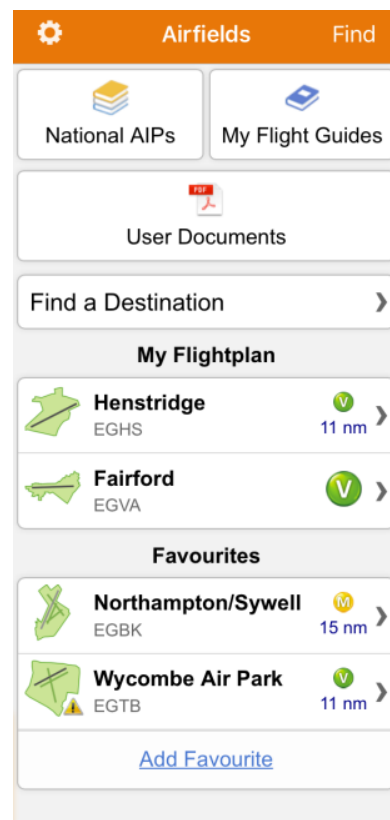 Airfields
Find
National AIPs
My Flight Guides
PDF
User Documents
Find a Destination
My Flightplan
Henstridge
EGHS
V
11 nm
Fairford
EGVA
V
Favourites
Northampton/Sywell
EGBK
M
15 nm
Wycombe Air Park
EGTB
V
11 nm
Add Favourite